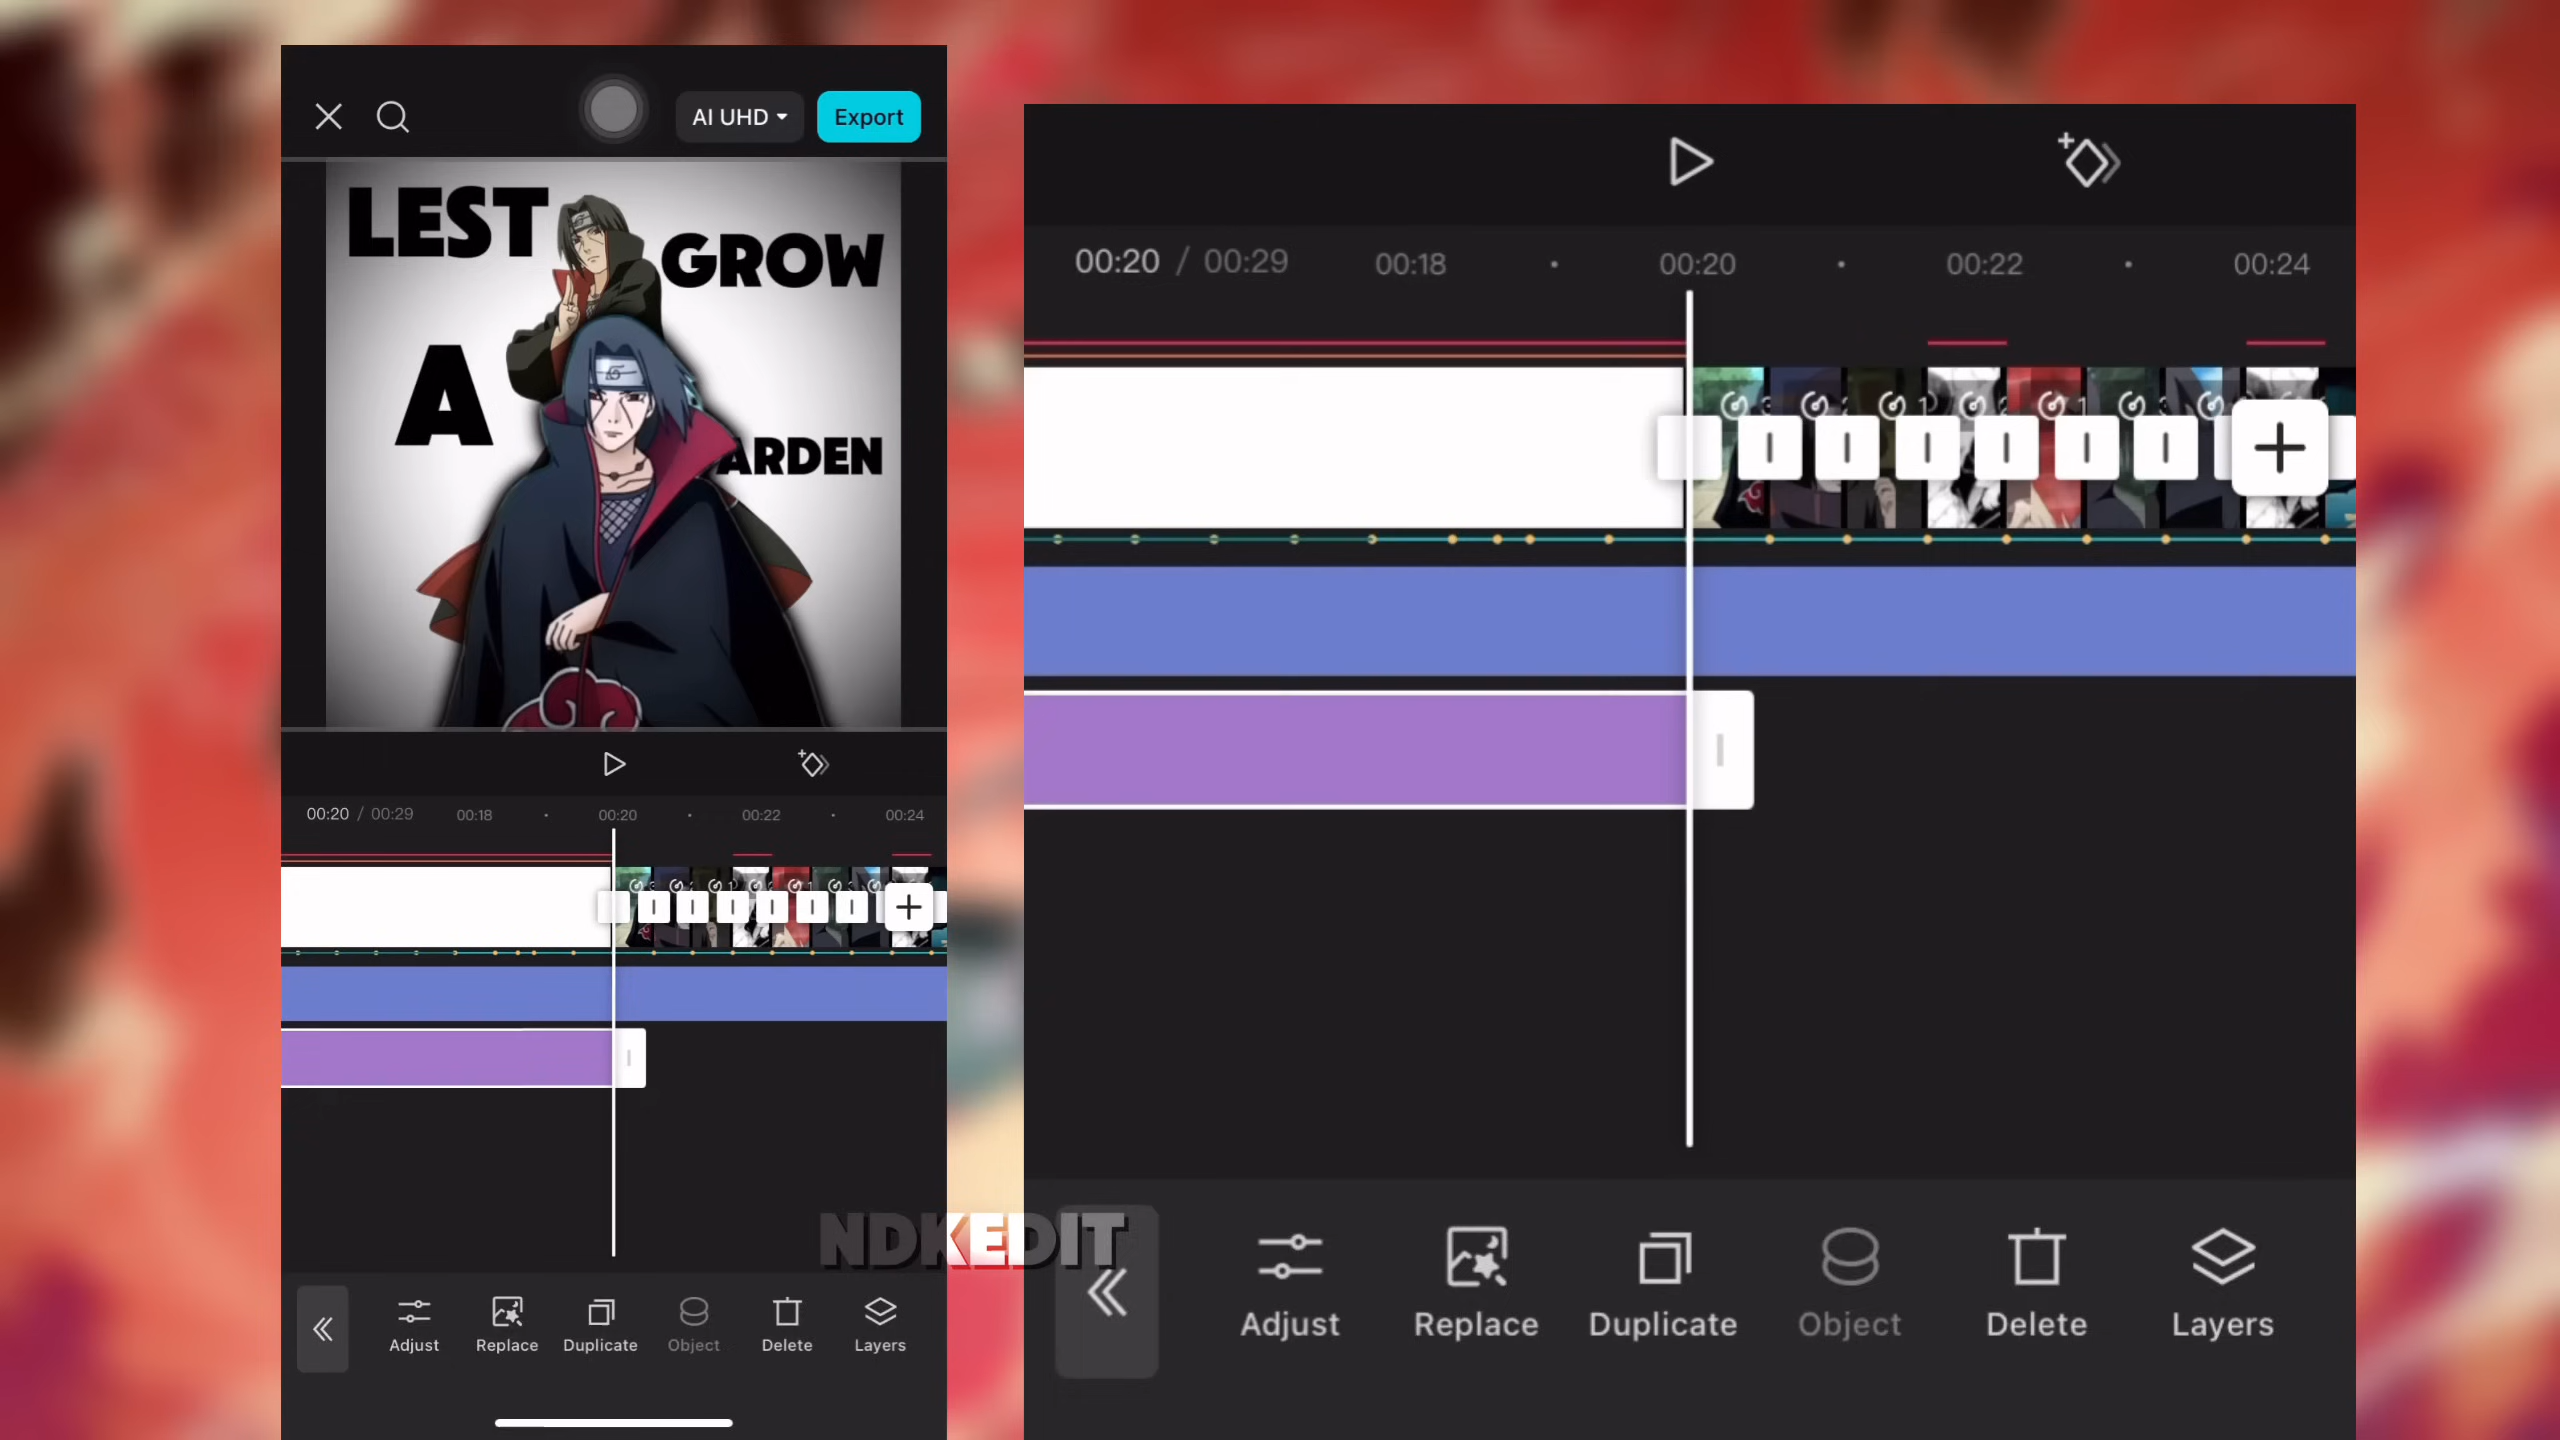 AI UHD
Export
LEST
GROW
A
ARDEN
00:20 / 00:29
00:18
00:20
00:22
00:24
Adjust
Replace
Duplicate
Object
Delete
Layers
00:20 / 00:29
00:18
00:20
00:22
00:24
NDKEDIT
Adjust
Replace
Duplicate
Object
Delete
Layers